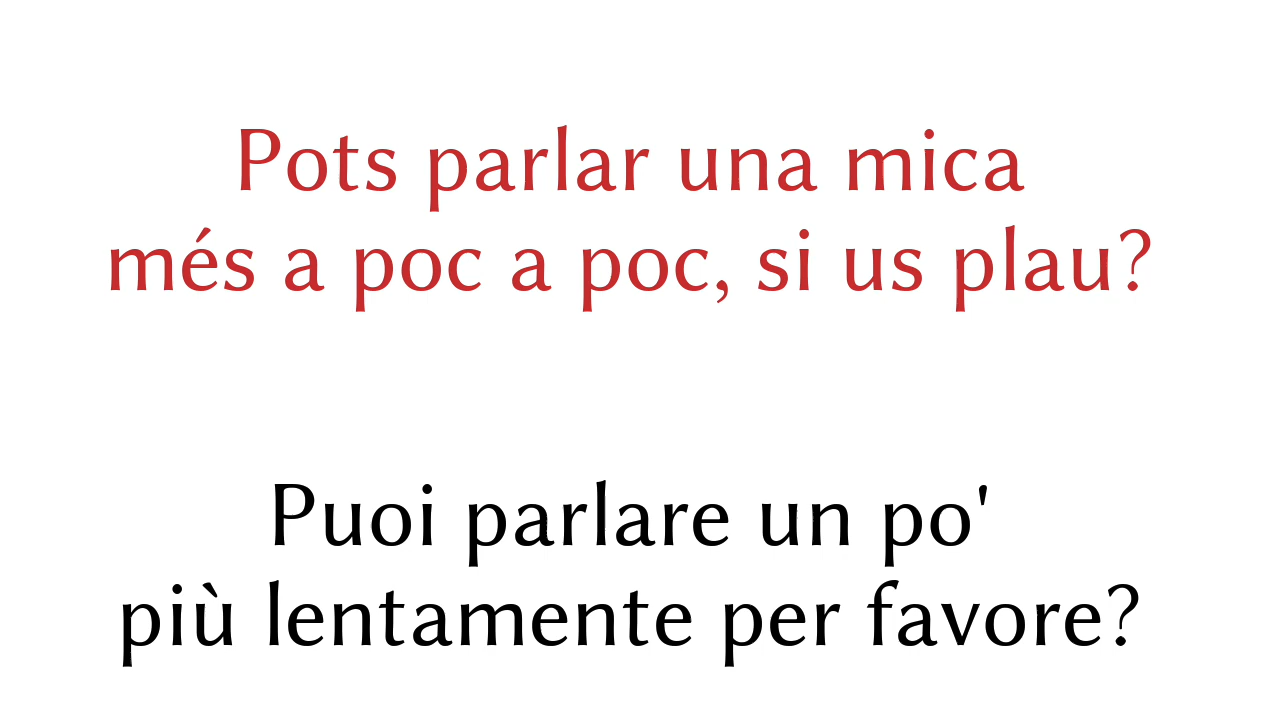 Pots parlar una mica
més a poc a poc, si us plau?
Puoi parlare un po'
più lentamente per favore?